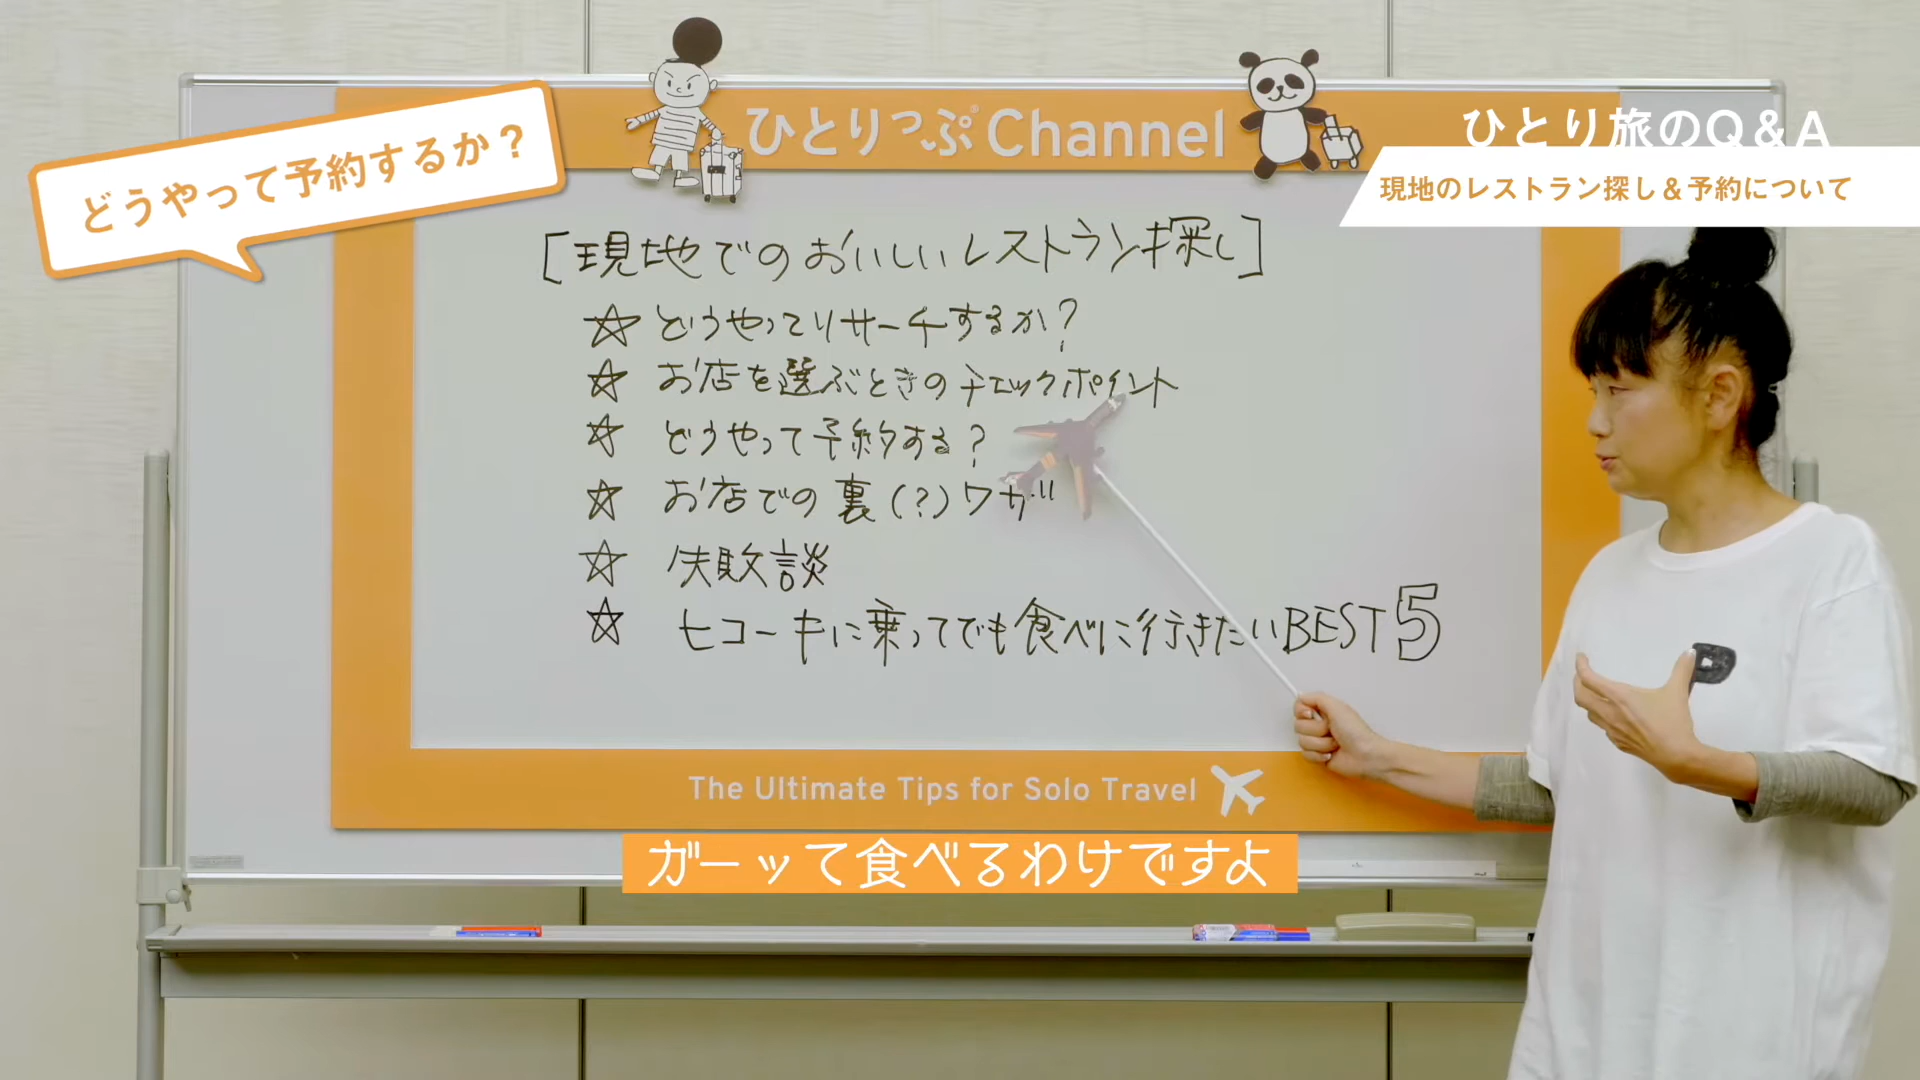 ひとりっぷ® Channel
ひとり旅のQ&A
現地のレストラン探し&予約について
どうやって予約するか?
[現地でのおいしいレストラン探し]
☆ どうやってリサーチするか?
☆ お店を選ぶときのチェックポイント
☆ どうやって予約する?
☆ お店での裏(?)ワザ
☆ 失敗談
☆ ヒコーキに乗ってでも食べに行きたいBEST5
P
The Ultimate Tips for Solo Travel
ガーッて食べるわけですよ